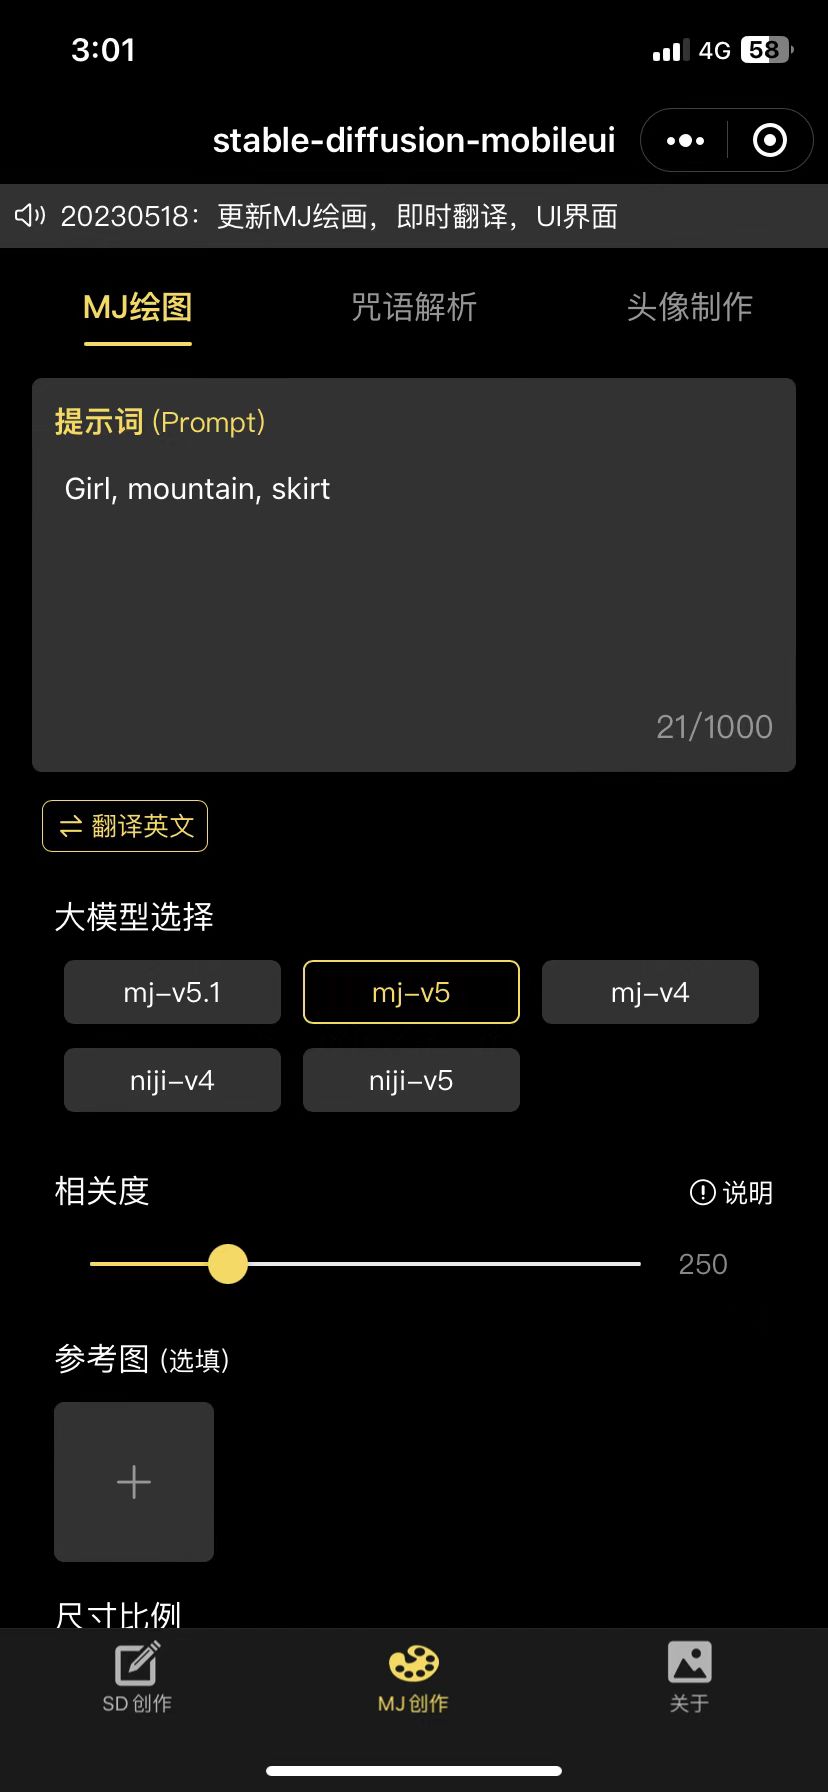 3:01
4G 58
stable-diffusion-mobileui
20230518：更新MJ绘画，即时翻译，UI界面
MJ绘图 咒语解析 头像制作
提示词 (Prompt)
Girl, mountain, skirt
21/1000
翻译英文
大模型选择
mj-v5.1 mj-v5 mj-v4
niji-v4 niji-v5
相关度 说明
250
参考图 (选填)
尺寸比例
SD创作 MJ创作 关于